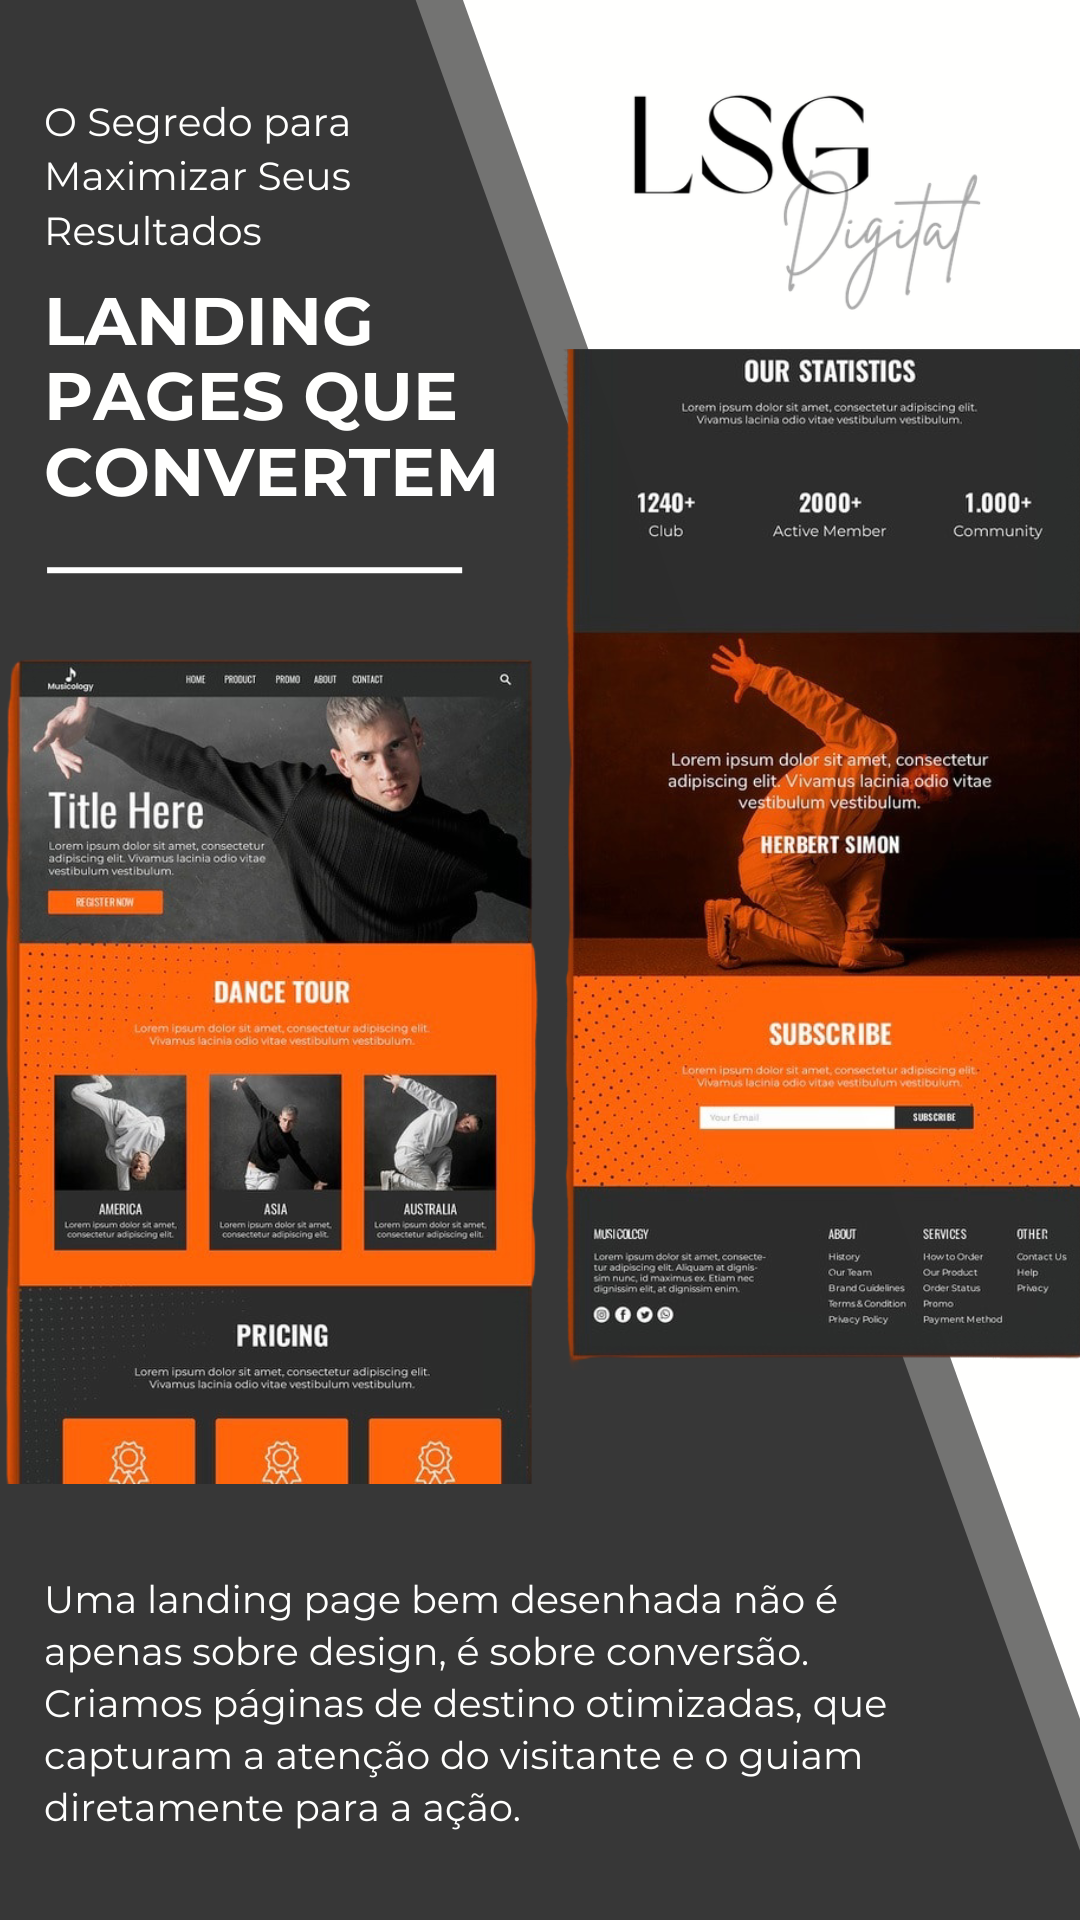 O Segredo para
Maximizar Seus
Resultados
LANDING
PAGES QUE
CONVERTEM
LSG
Digital
Musicology
HOME PRODUCT PROMO ABOUT CONTACT
Title Here
Lorem ipsum dolor sit amet, consectetur
adipiscing elit. Vivamus lacinia odio vitae
vestibulum vestibulum.
REGISTER NOW
DANCE TOUR
Lorem ipsum dolor sit amet, consectetur adipiscing elit.
Vivamus lacinia odio vitae vestibulum vestibulum.
AMERICA
Lorem ipsum dolor sit amet,
consectetur adipiscing elit.
ASIA
Lorem ipsum dolor sit amet,
consectetur adipiscing elit.
AUSTRALIA
Lorem ipsum dolor sit amet,
consectetur adipiscing elit.
PRICING
Lorem ipsum dolor sit amet, consectetur adipiscing elit.
Vivamus lacinia odio vitae vestibulum vestibulum.
OUR STATISTICS
Lorem ipsum dolor sit amet, consectetur adipiscing elit.
Vivamus lacinia odio vitae vestibulum vestibulum.
1240+ 2000+ 1.000+
Club Active Member Community
Lorem ipsum dolor sit amet, consectetur
adipiscing elit. Vivamus lacinia odio vitae
vestibulum vestibulum.
HERBERT SIMON
SUBSCRIBE
Lorem ipsum dolor sit amet, consectetur adipiscing elit.
Vivamus lacinia odio vitae vestibulum vestibulum.
Your Email SUBSCRIBE
MUSICOLOGY
Lorem ipsum dolor sit amet, consecte-
tur adipiscing elit. Aliquam at dignis-
sim nunc, id maximus ex. Etiam nec
dignissim elit, at dignissim enim.
ABOUT
History
Our Team
Brand Guidelines
Terms & Condition
Privacy Policy
SERVICES
How to Order
Our Product
Order Status
Promo
Payment Method
OTHER
Contact Us
Help
Privacy
Uma landing page bem desenhada não é
apenas sobre design, é sobre conversão.
Criamos páginas de destino otimizadas, que
capturam a atenção do visitante e o guiam
diretamente para a ação.